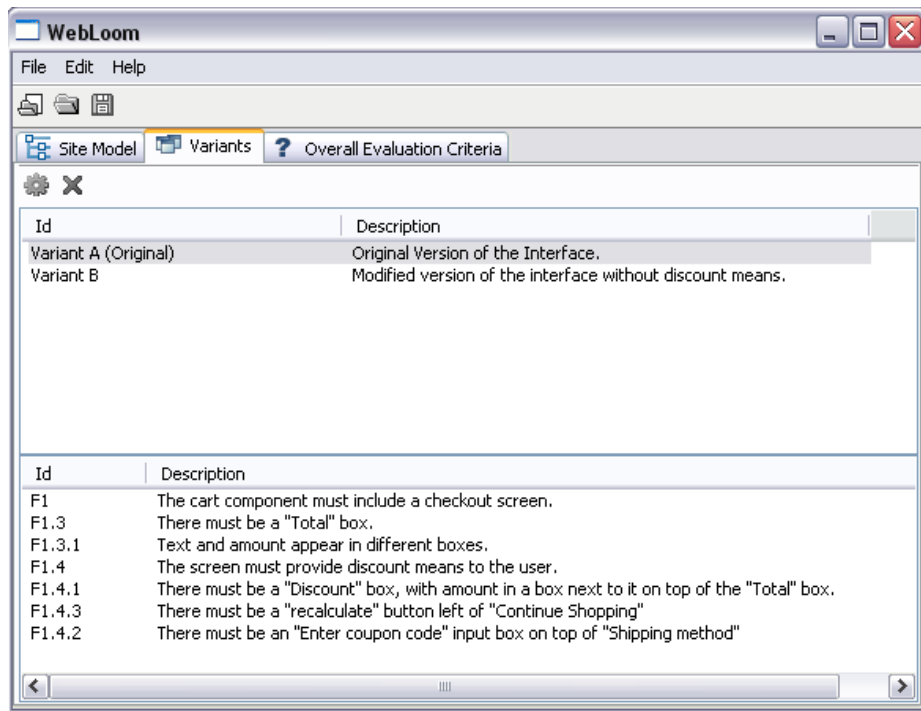 WebLoom
File Edit Help
Site Model Variants ? Overall Evaluation Criteria
Id Description
Variant A (Original) Original Version of the Interface.
Variant B Modified version of the interface without discount means.
Id Description
F1 The cart component must include a checkout screen.
F1.3 There must be a "Total" box.
F1.3.1 Text and amount appear in different boxes.
F1.4 The screen must provide discount means to the user.
F1.4.1 There must be a "Discount" box, with amount in a box next to it on top of the "Total" box.
F1.4.3 There must be a "recalculate" button left of "Continue Shopping"
F1.4.2 There must be an "Enter coupon code" input box on top of "Shipping method"